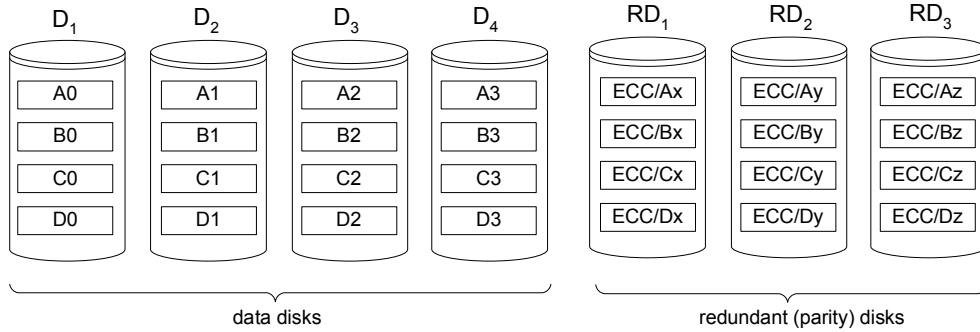 D1 D2 D3 D4 RD1 RD2 RD3
A0 A1 A2 A3 ECC/Ax ECC/Ay ECC/Az
B0 B1 B2 B3 ECC/Bx ECC/By ECC/Bz
C0 C1 C2 C3 ECC/Cx ECC/Cy ECC/Cz
D0 D1 D2 D3 ECC/Dx ECC/Dy ECC/Dz
data disks redundant (parity) disks